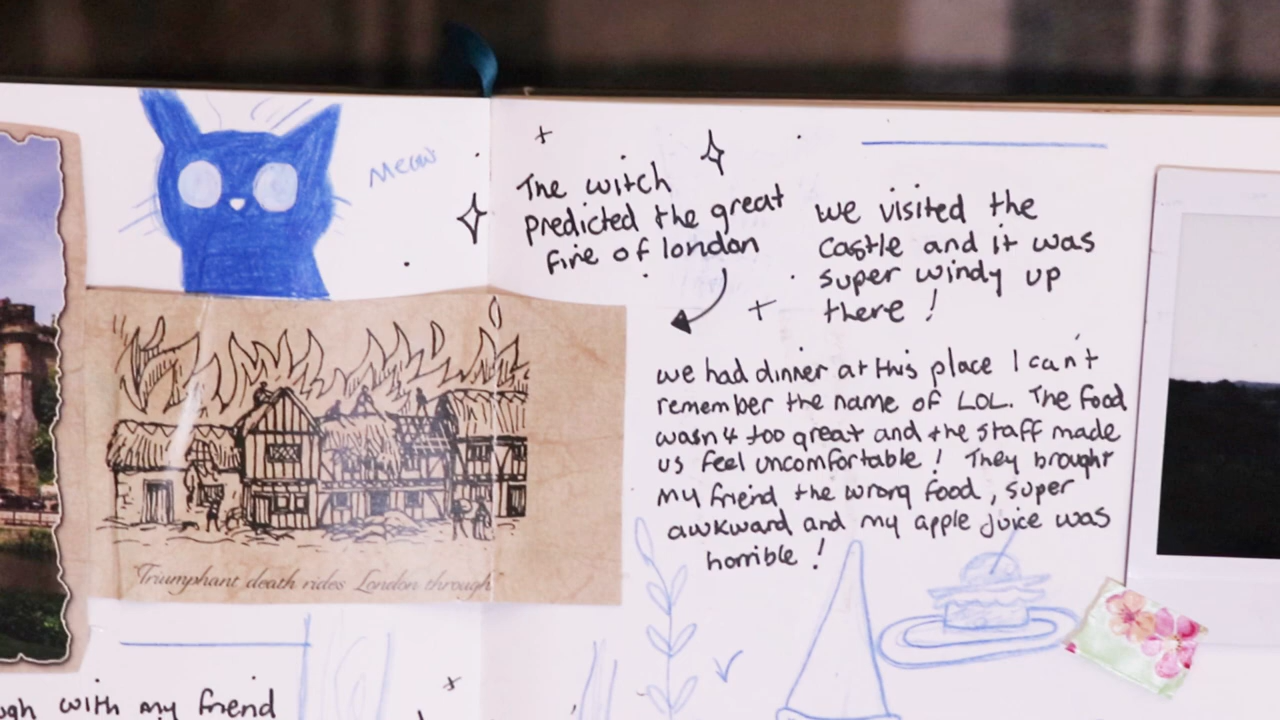 Meow
The witch
Predicted the great
fire of london
we visited the
castle and it was
super windy up
there !
we had dinner at this place I can't
remember the name of LOL. The food
wasn't too great and the staff made
us feel uncomfortable ! They brought
my friend the wrong food, super
awkward and my apple juice was
horrible !
Triumphant death rides London through
with my friend